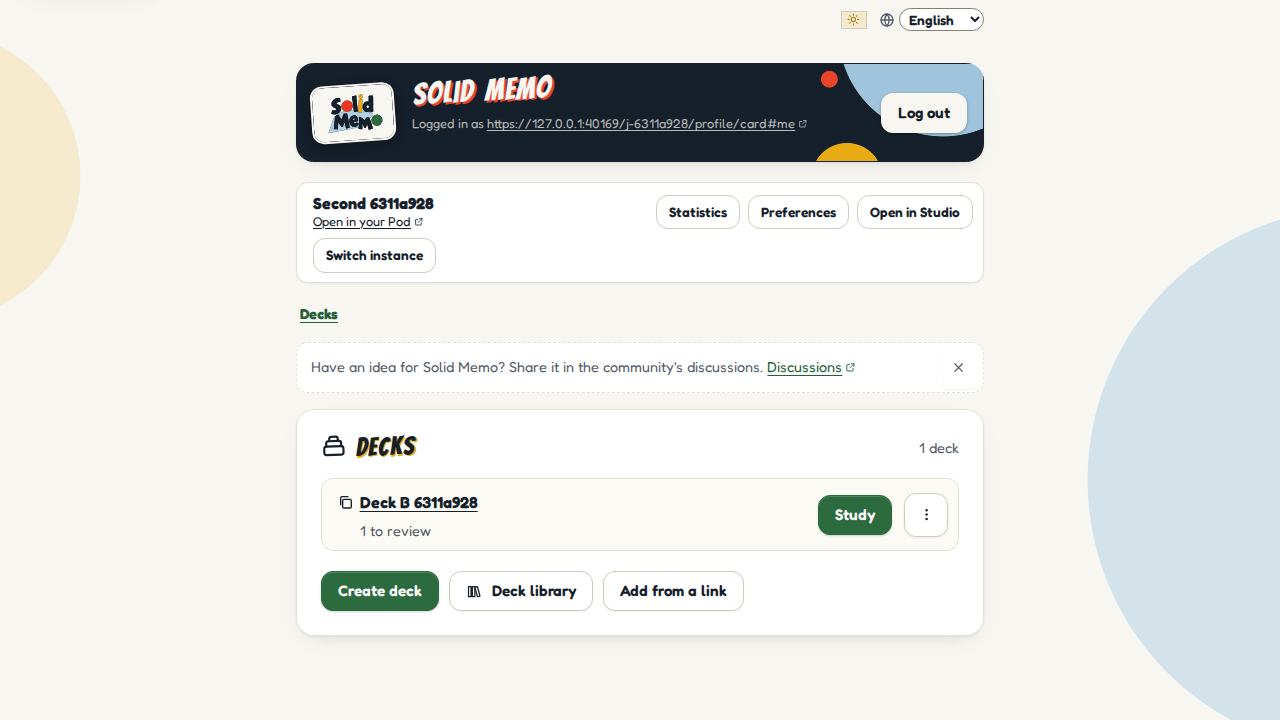 English
Solid
Memo
SOLID MEMO
Logged in as https://127.0.0.1:40169/j-6311a928/profile/card#me
Log out
Second 6311a928
Open in your Pod
Statistics
Preferences
Open in Studio
Switch instance
Decks
Have an idea for Solid Memo? Share it in the community's discussions. Discussions
DECKS
1 deck
Deck B 6311a928
1 to review
Study
Create deck
Deck library
Add from a link